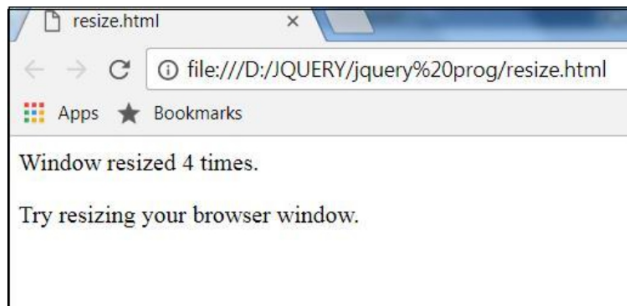 resize.html
file:///D:/JQUERY/jquery%20prog/resize.html
Apps Bookmarks
Window resized 4 times.
Try resizing your browser window.